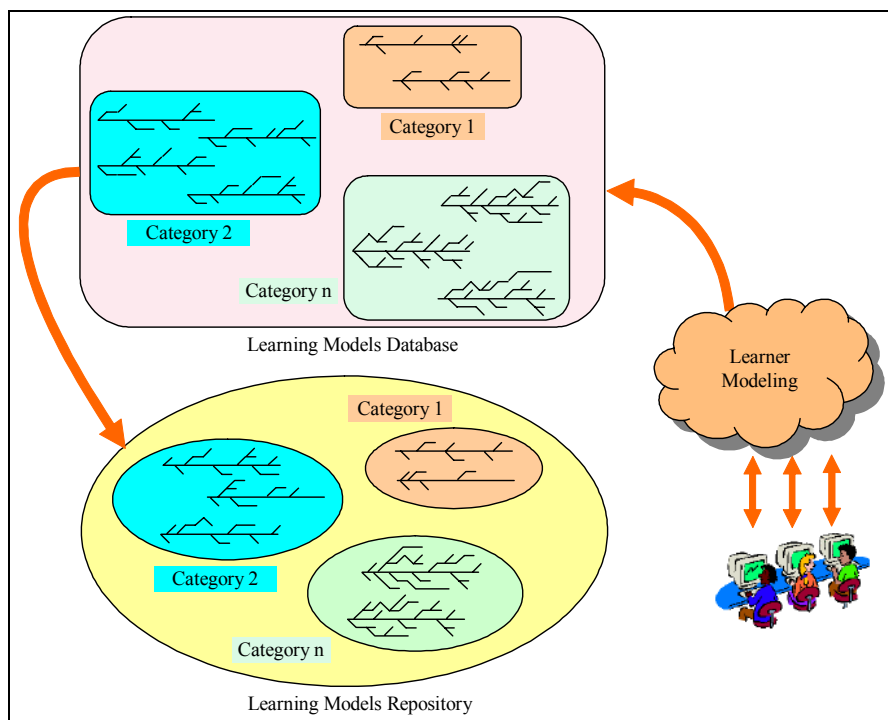 Category 1
Category 2
Category n
Learning Models Database
Learner
Modeling
Category 1
Category 2
Category n
Learning Models Repository